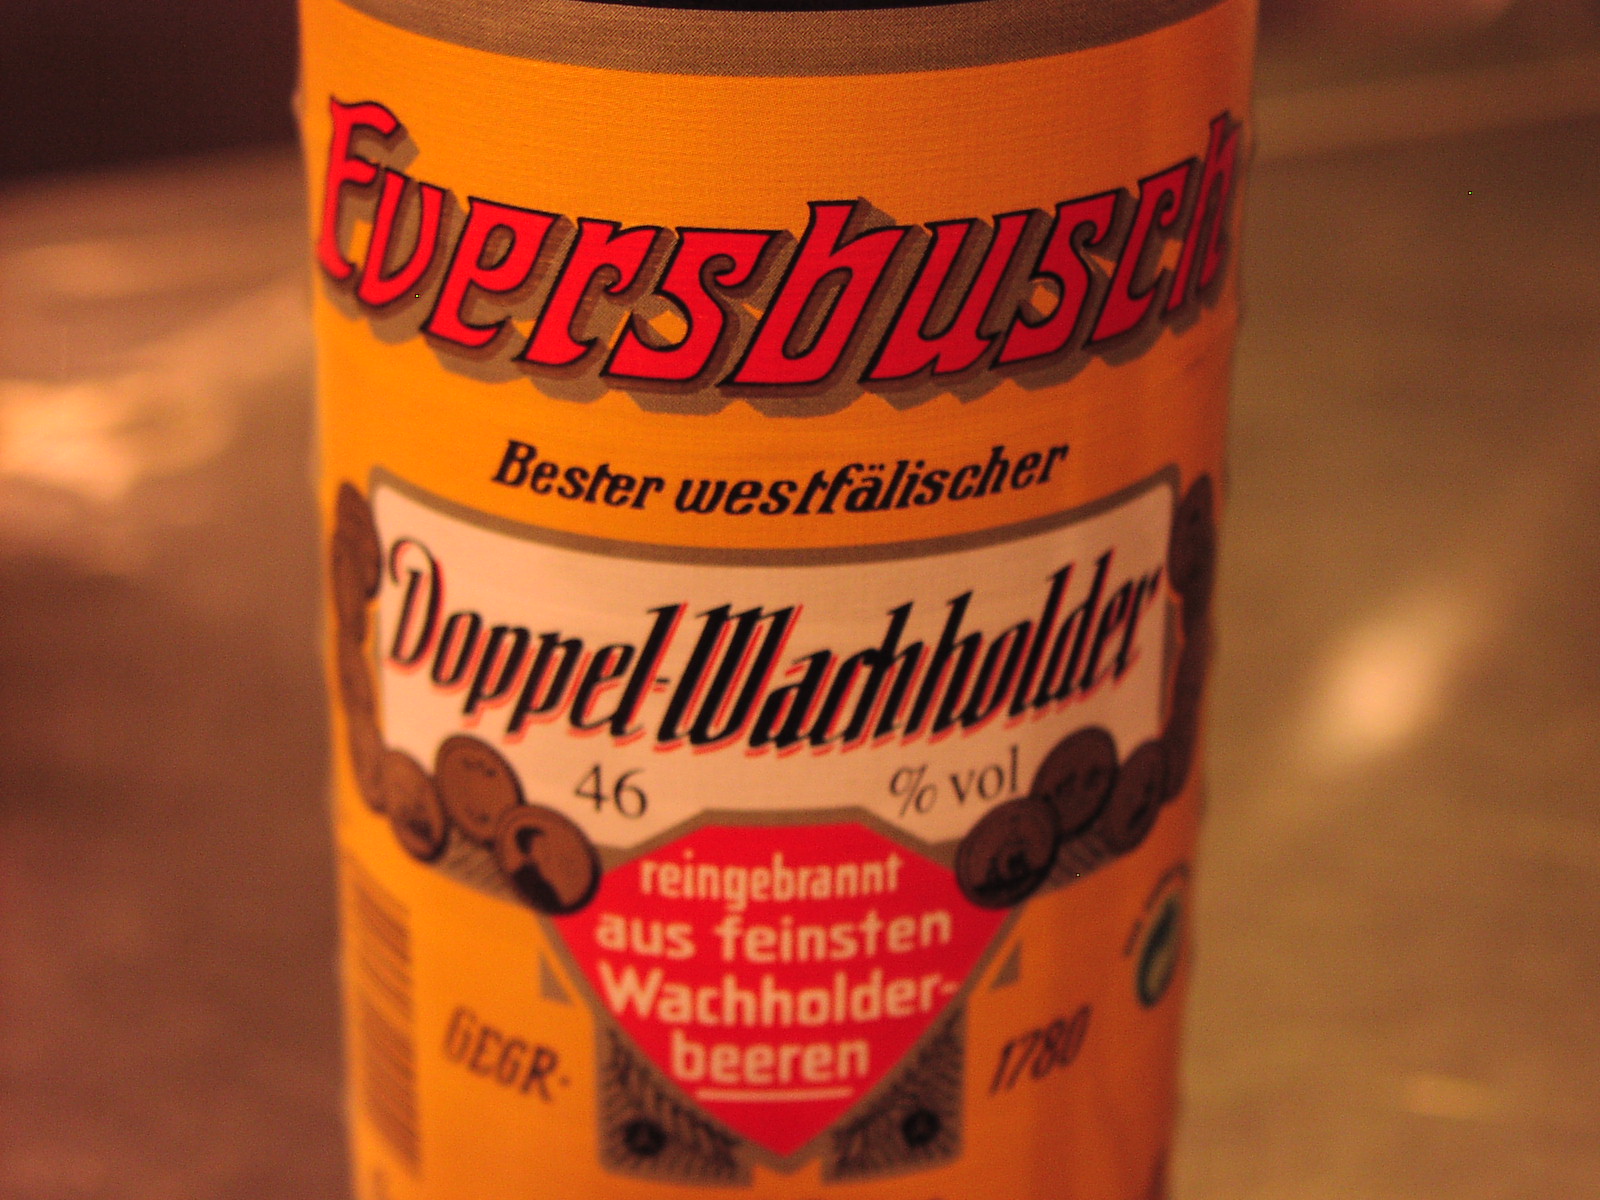 Eversbusch
Bester westfälischer
Doppel-Wachholder
46 % vol
reingebrannt
aus feinsten
Wachholder-
beeren
GEGR. 1780